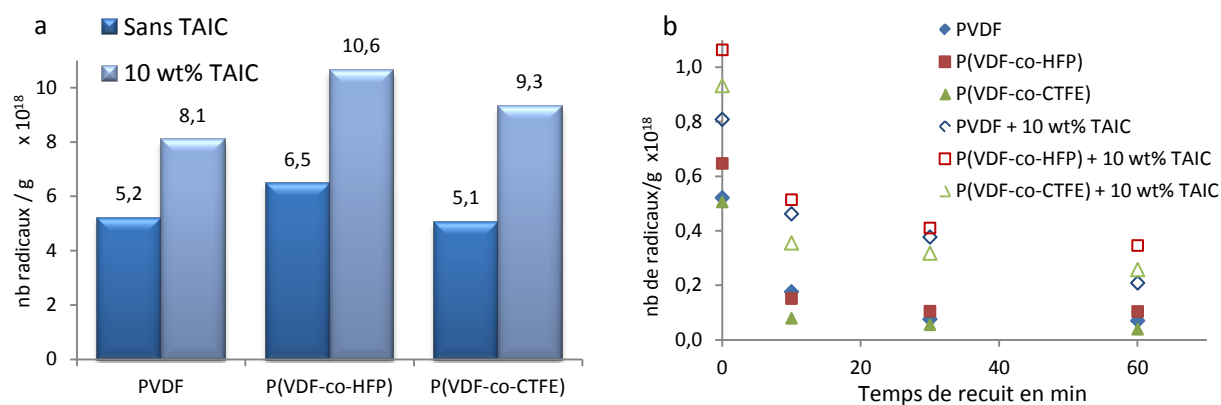 a
Sans TAIC
10 wt% TAIC
nb radicaux / g x 10¹⁸
10
8
6
4
2
0
5,2
8,1
6,5
10,6
5,1
9,3
PVDF
P(VDF-co-HFP)
P(VDF-co-CTFE)
b
nb de radicaux/g x10¹⁸
1,0
0,8
0,6
0,4
0,2
0,0
0
20
40
60
Temps de recuit en min
PVDF
P(VDF-co-HFP)
P(VDF-co-CTFE)
PVDF + 10 wt% TAIC
P(VDF-co-HFP) + 10 wt% TAIC
P(VDF-co-CTFE) + 10 wt% TAIC